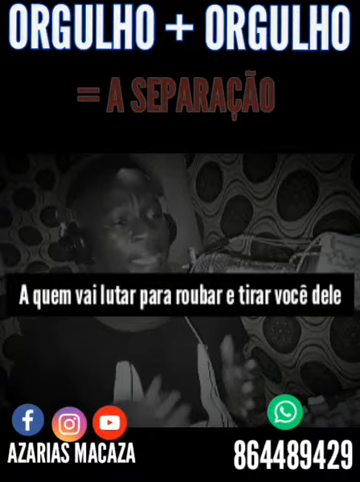 ORGULHO + ORGULHO
= A SEPARAÇÃO
A quem vai lutar para roubar e tirar você dele
AZARIAS MACAZA
864489429